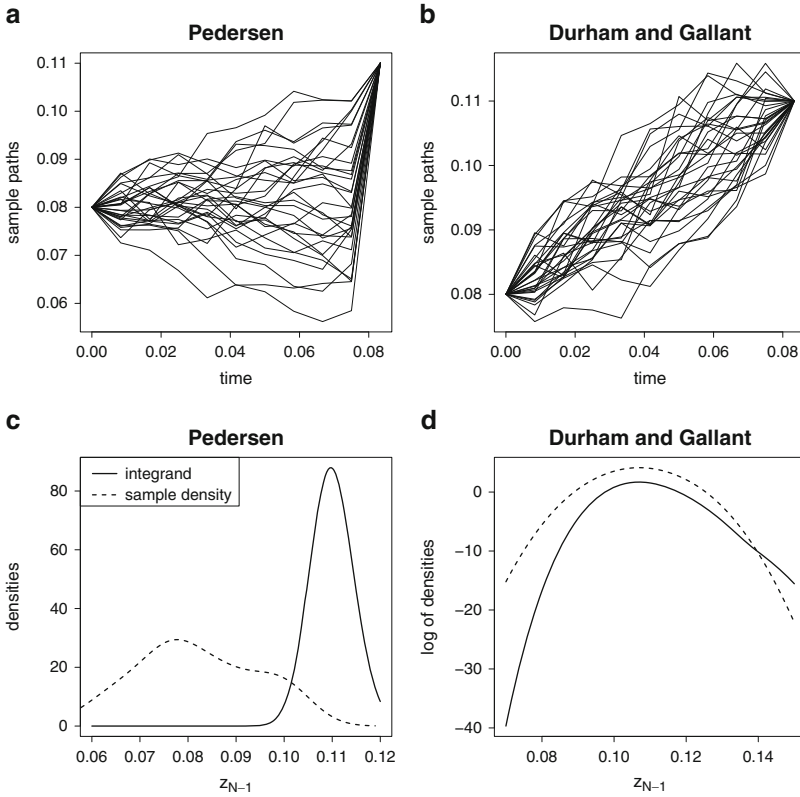 a
Pedersen
0.11
0.10
0.09
0.08
0.07
0.06
sample paths
0.00 0.02 0.04 0.06 0.08
time
b
Durham and Gallant
0.11
0.10
0.09
0.08
sample paths
0.00 0.02 0.04 0.06 0.08
time
c
Pedersen
integrand
sample density
80
60
40
20
0
densities
0.06 0.07 0.08 0.09 0.10 0.11 0.12
z_{N−1}
d
Durham and Gallant
0
−10
−20
−30
−40
log of densities
0.08 0.10 0.12 0.14
z_{N−1}